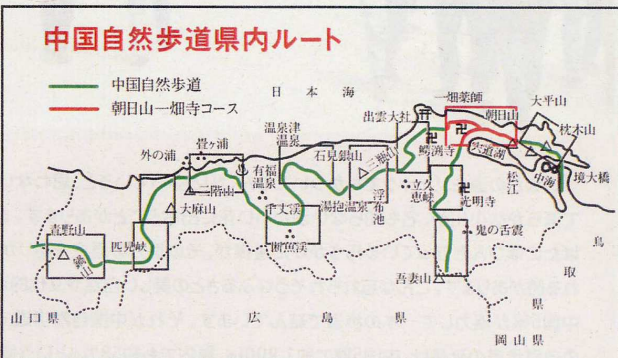 中国自然歩道県内ルート
中国自然歩道
朝日山一畑寺コース
日本海
一畑薬師
朝日山
大平山
枕木山
出雲大社
鰐渕寺
宍道湖
松江
中海
境大橋
温泉津
温泉
石見銀山
三瓶山
畳ヶ浦
外の浦
有福
温泉
二階山
大麻山
千丈渓
断魚渓
湯抱温泉
浮布
池
立久
恵峡
光明寺
鬼の舌震
吾妻山
青野山
匹見峡
山口県
広島県
岡山県
鳥取県